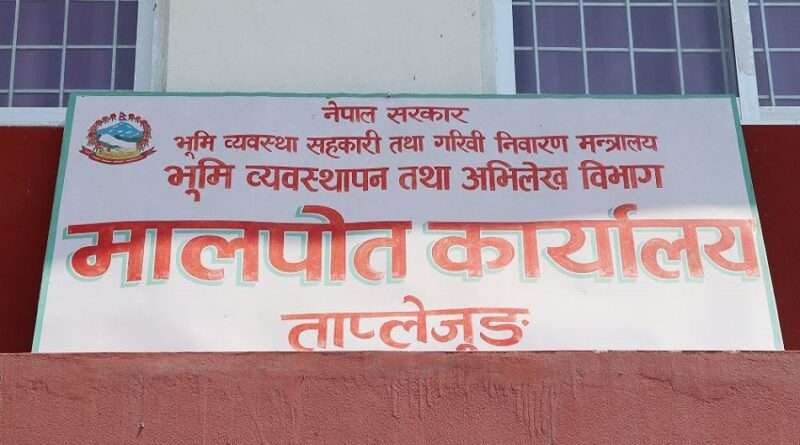 नेपाल सरकार
भूमि व्यवस्था सहकारी तथा गरिवी निवारण मन्त्रालय
भूमि व्यवस्थापन तथा अभिलेख विभाग
मालपोत कार्यालय
ताप्लेजुङ